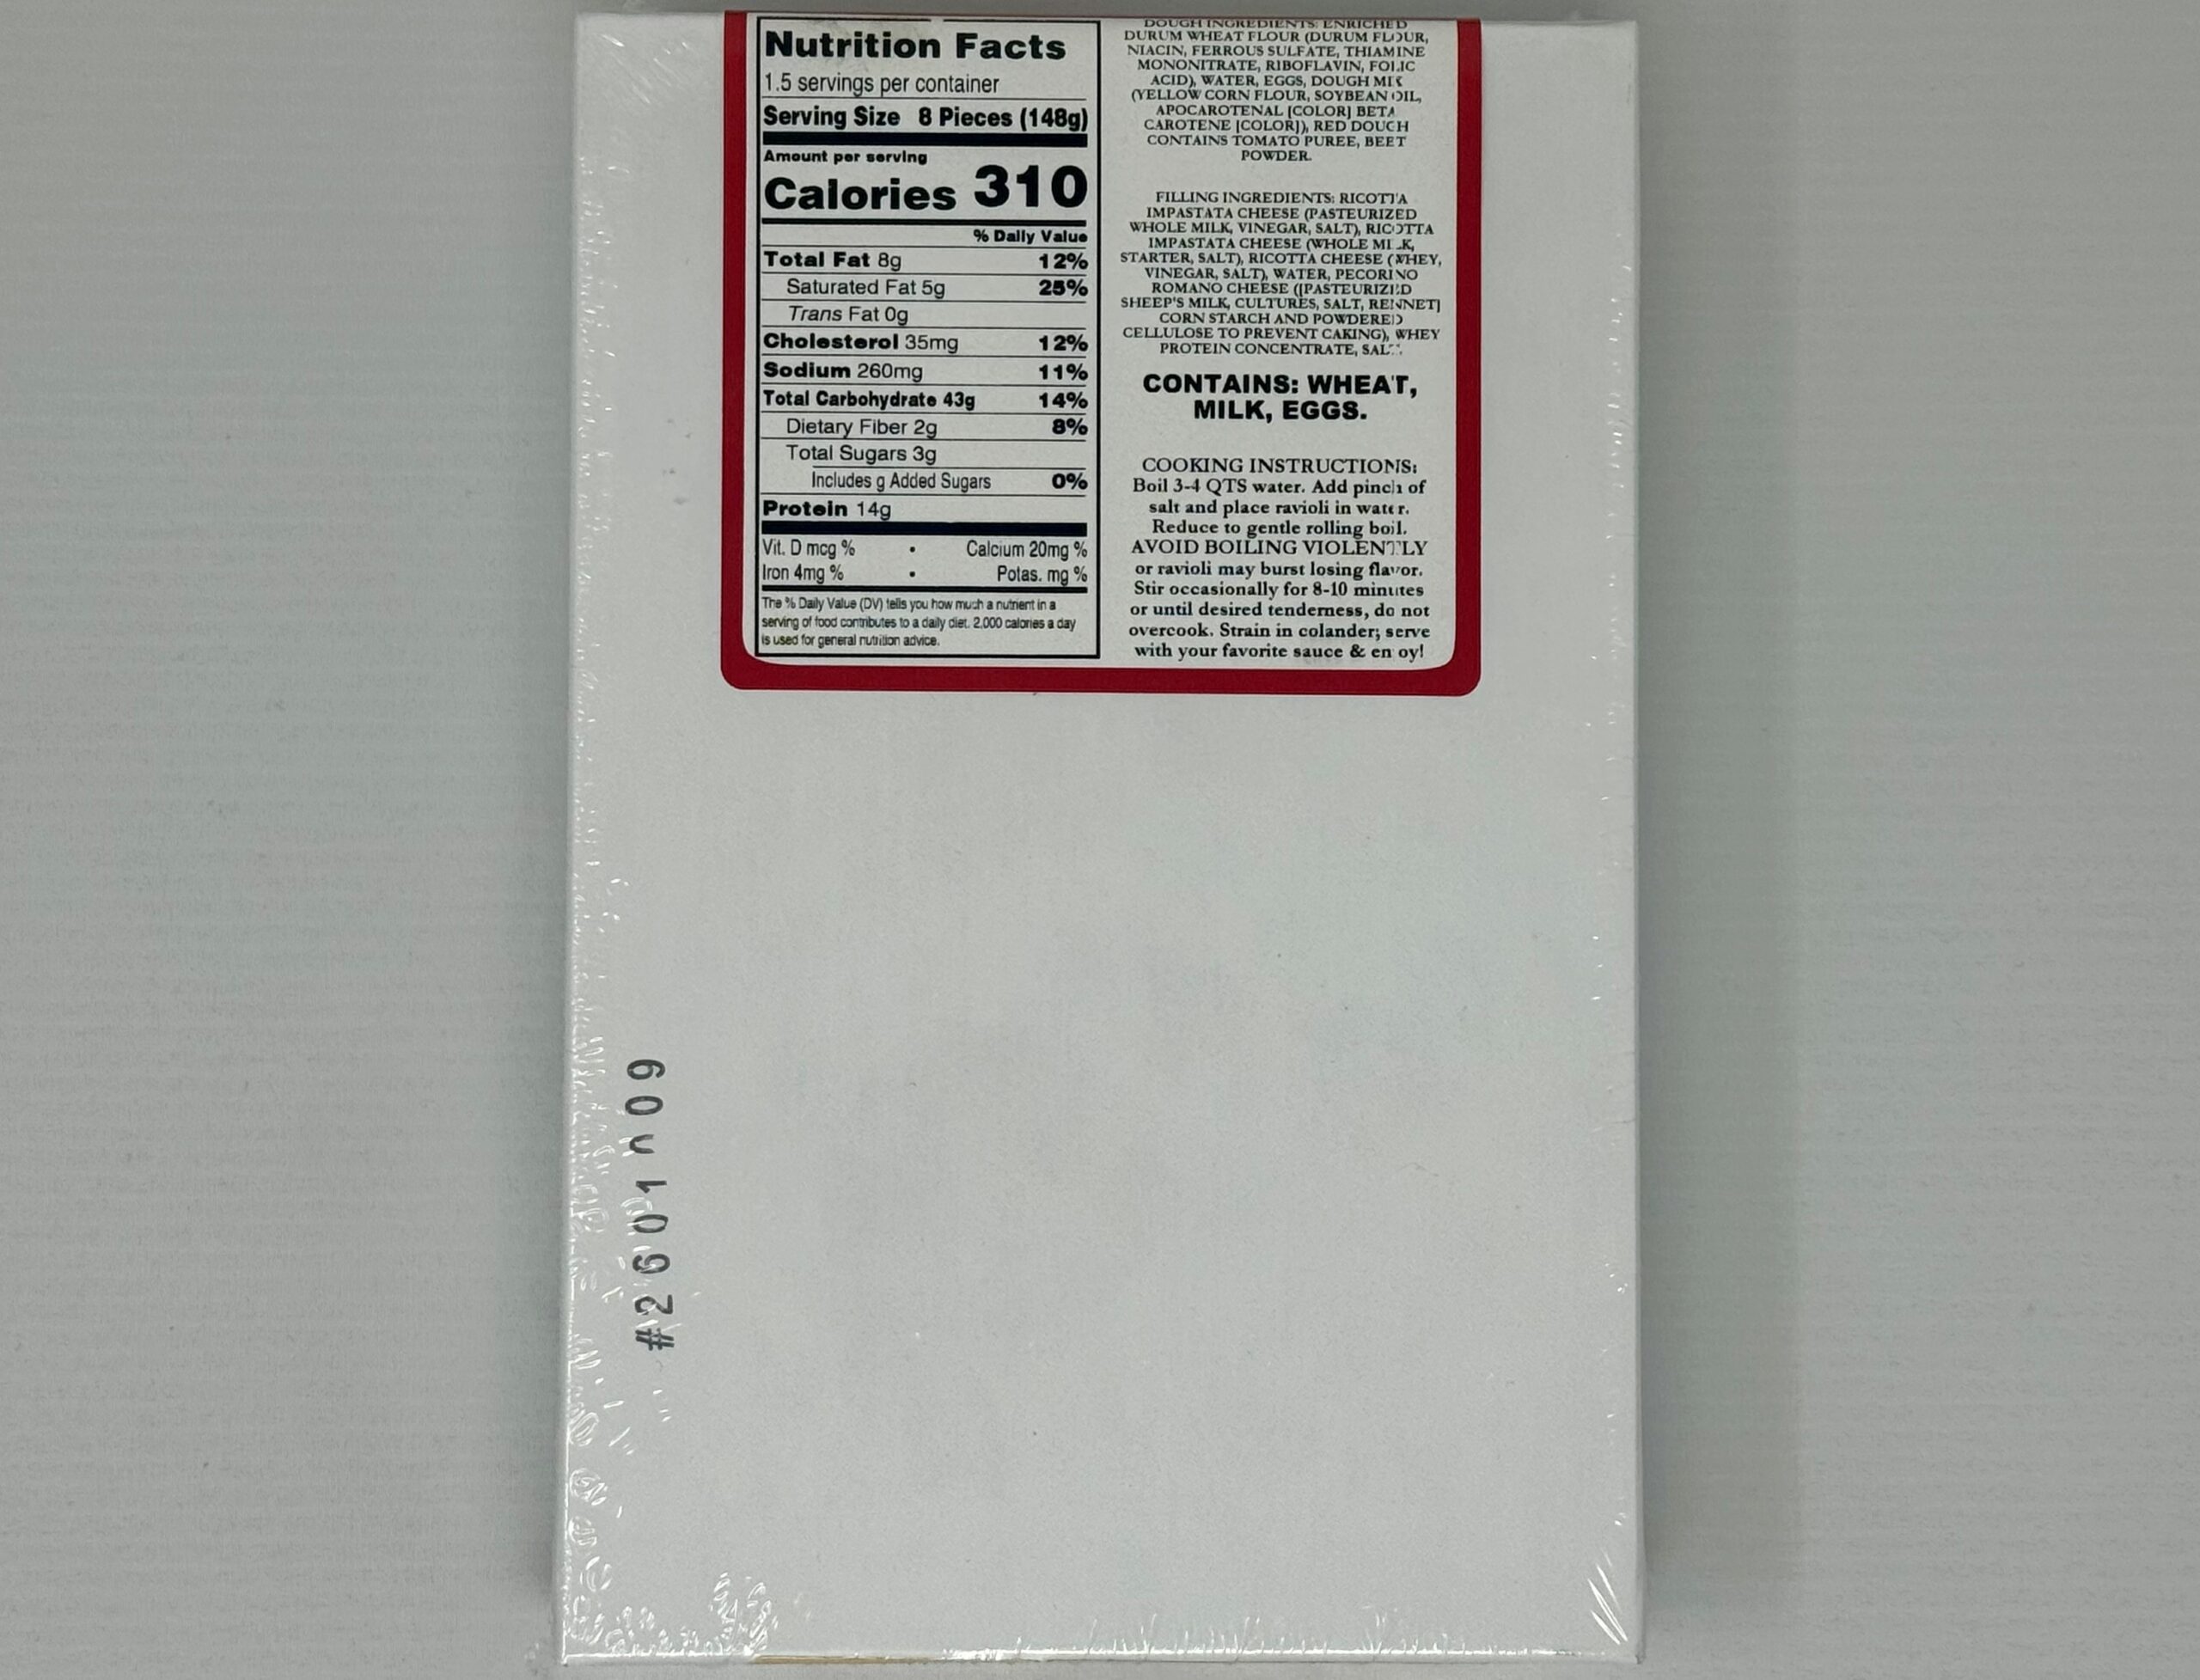 Nutrition Facts
1.5 servings per container
Serving Size 8 Pieces (148g)
Amount per serving
Calories 310
% Daily Value
Total Fat 8g 12%
Saturated Fat 5g 25%
Trans Fat 0g
Cholesterol 35mg 12%
Sodium 260mg 11%
Total Carbohydrate 43g 14%
Dietary Fiber 2g 8%
Total Sugars 3g
Includes g Added Sugars 0%
Protein 14g
Vit. D mcg % • Calcium 20mg %
Iron 4mg % • Potas. mg %
The % Daily Value (DV) tells you how much a nutrient in a
serving of food contributes to a daily diet. 2,000 calories a day
is used for general nutrition advice.
DOUGH INGREDIENTS: ENRICHED
DURUM WHEAT FLOUR (DURUM FLOUR,
NIACIN, FERROUS SULFATE, THIAMINE
MONONITRATE, RIBOFLAVIN, FOLIC
ACID), WATER, EGGS, DOUGH MIX
(YELLOW CORN FLOUR, SOYBEAN OIL,
APOCAROTENAL [COLOR] BETA
CAROTENE [COLOR]), RED DOUGH
CONTAINS TOMATO PUREE, BEET
POWDER.
FILLING INGREDIENTS: RICOTTA
IMPASTATA CHEESE (PASTEURIZED
WHOLE MILK, VINEGAR, SALT), RICOTTA
IMPASTATA CHEESE (WHOLE MILK,
STARTER, SALT), RICOTTA CHEESE (WHEY,
VINEGAR, SALT), WATER, PECORINO
ROMANO CHEESE ([PASTEURIZED
SHEEP'S MILK, CULTURES, SALT, RENNET]
CORN STARCH AND POWDERED
CELLULOSE TO PREVENT CAKING), WHEY
PROTEIN CONCENTRATE, SALT.
CONTAINS: WHEAT,
MILK, EGGS.
COOKING INSTRUCTIONS:
Boil 3-4 QTS water. Add pinch of
salt and place ravioli in water.
Reduce to gentle rolling boil.
AVOID BOILING VIOLENTLY
or ravioli may burst losing flavor.
Stir occasionally for 8-10 minutes
or until desired tenderness, do not
overcook. Strain in colander; serve
with your favorite sauce & enjoy!